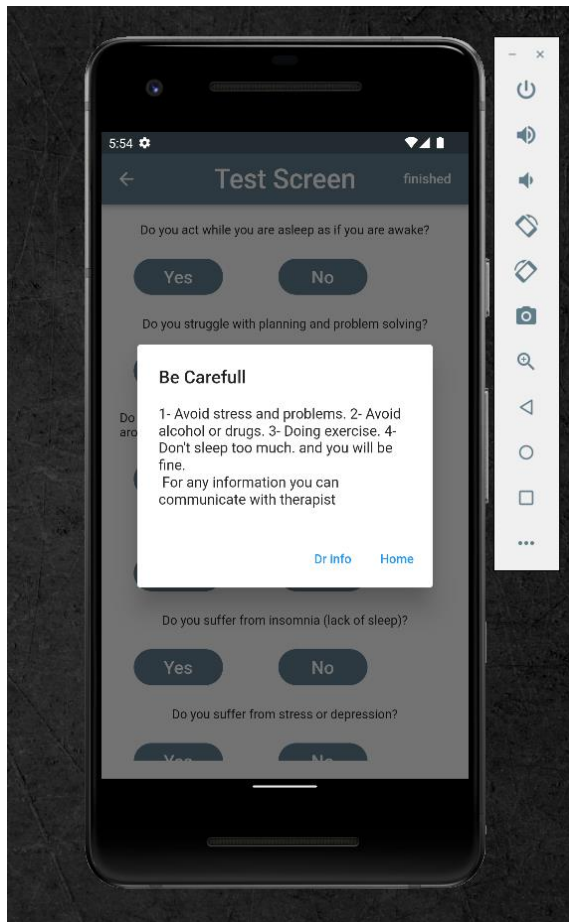 5:54
Test Screen finished
Do you act while you are asleep as if you are awake?
Yes No
Do you struggle with planning and problem solving?
Be Carefull
Do
aro
1- Avoid stress and problems. 2- Avoid
alcohol or drugs. 3- Doing exercise. 4-
Don't sleep too much. and you will be
fine.
For any information you can
communicate with therapist
Dr Info Home
Do you suffer from insomnia (lack of sleep)?
Yes No
Do you suffer from stress or depression?
Yes No